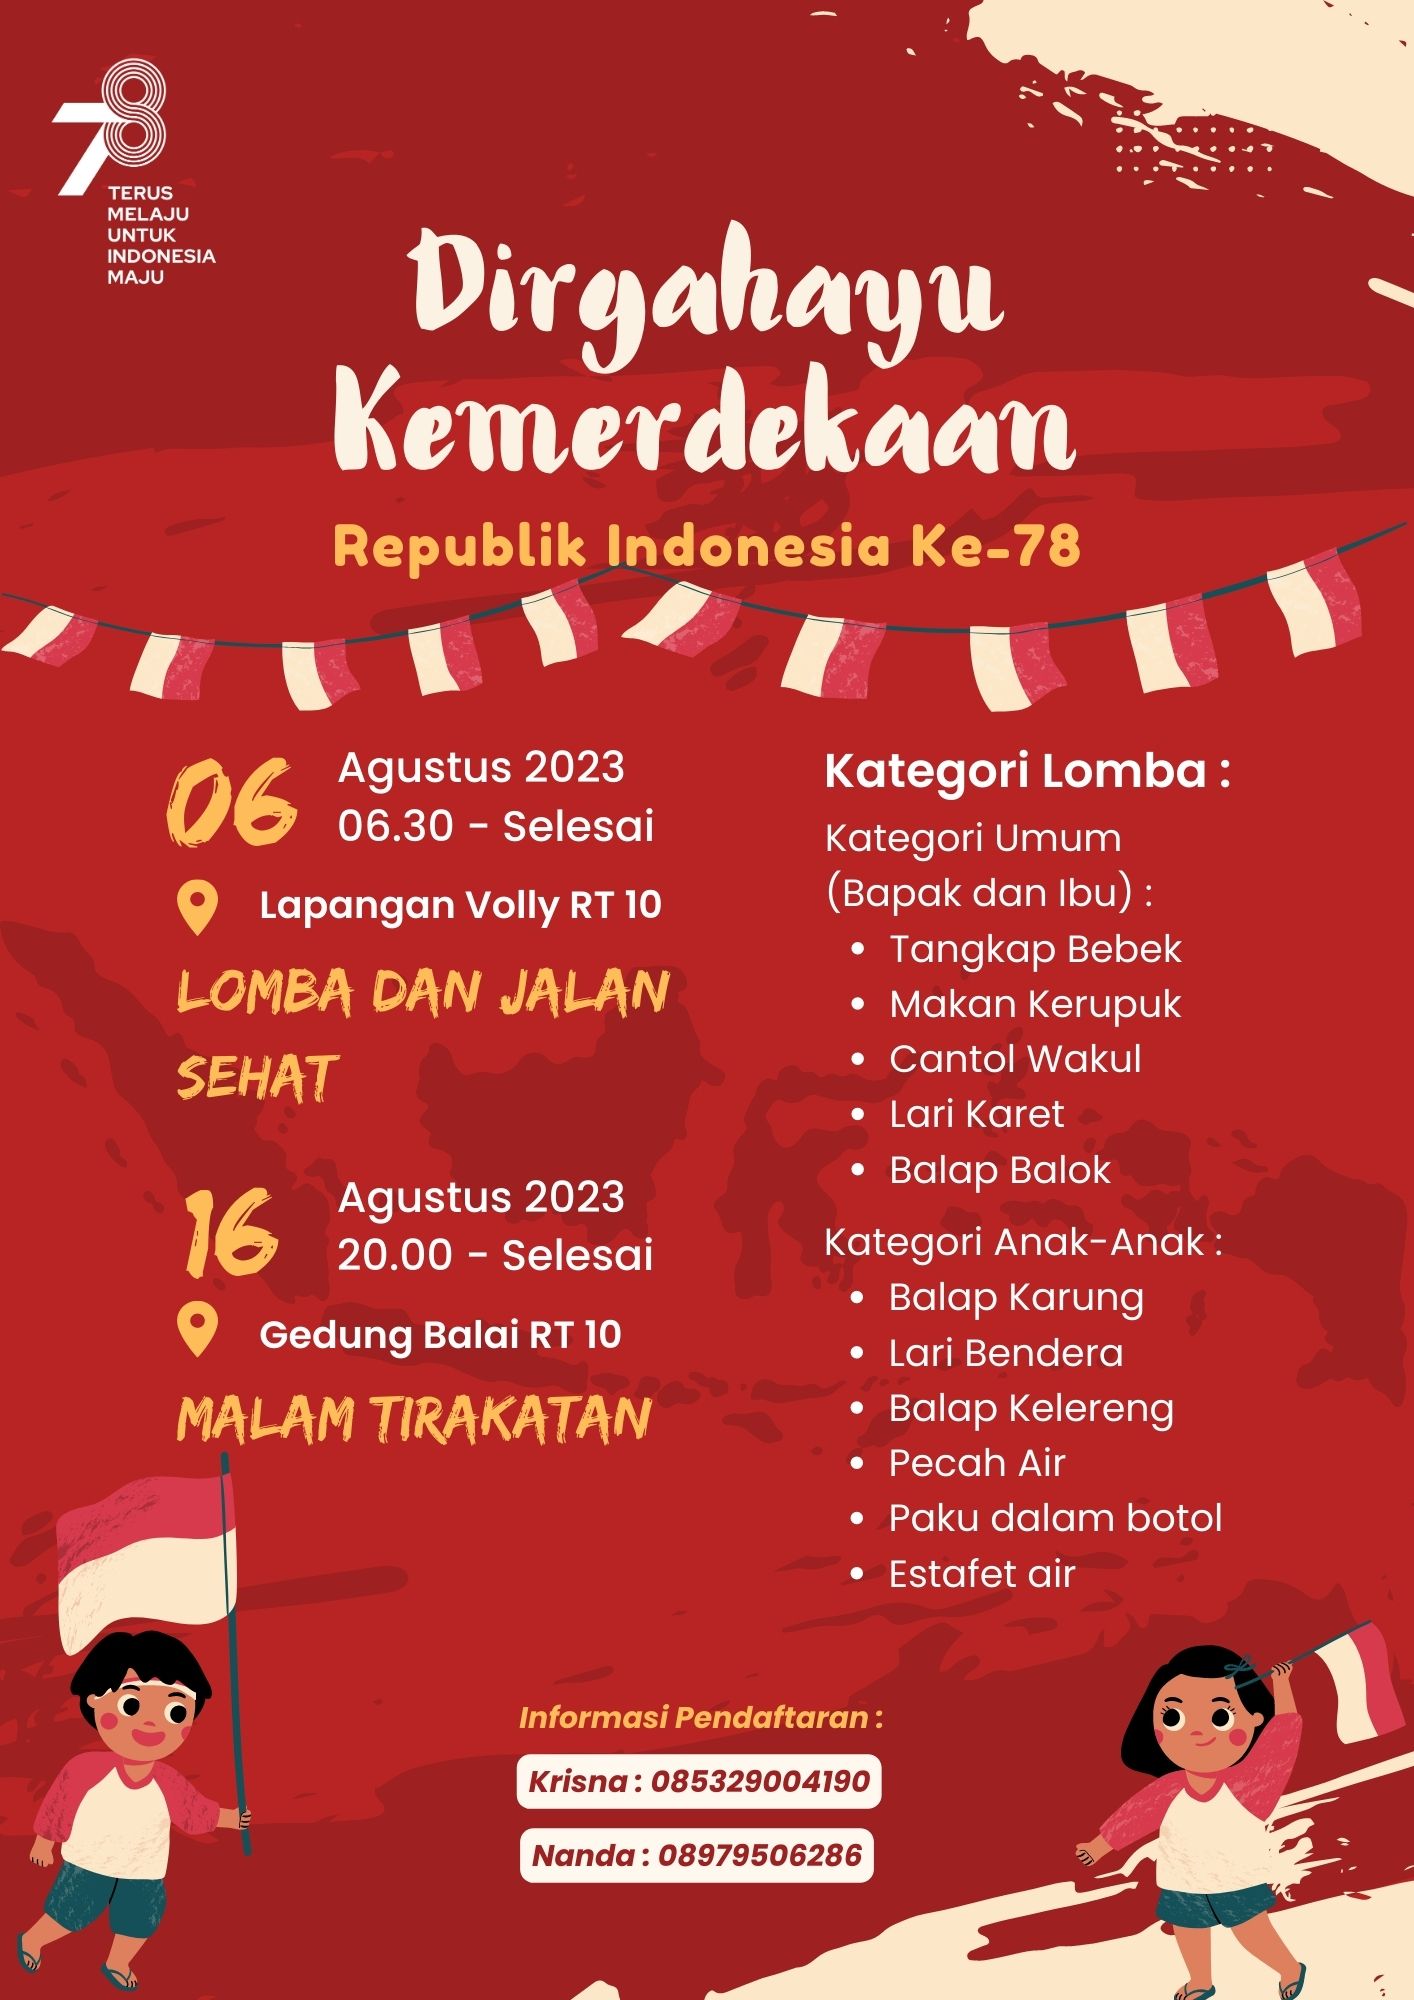 78
TERUS
MELAJU
UNTUK
INDONESIA
MAJU
Dirgahayu
Kemerdekaan
Republik Indonesia Ke-78
06
Agustus 2023
06.30 - Selesai
Lapangan Volly RT 10
LOMBA DAN JALAN
SEHAT
16
Agustus 2023
20.00 - Selesai
Gedung Balai RT 10
MALAM TIRAKATAN
Kategori Lomba :
Kategori Umum
(Bapak dan Ibu) :
• Tangkap Bebek
• Makan Kerupuk
• Cantol Wakul
• Lari Karet
• Balap Balok
Kategori Anak-Anak :
• Balap Karung
• Lari Bendera
• Balap Kelereng
• Pecah Air
• Paku dalam botol
• Estafet air
Informasi Pendaftaran :
Krisna : 085329004190
Nanda : 08979506286